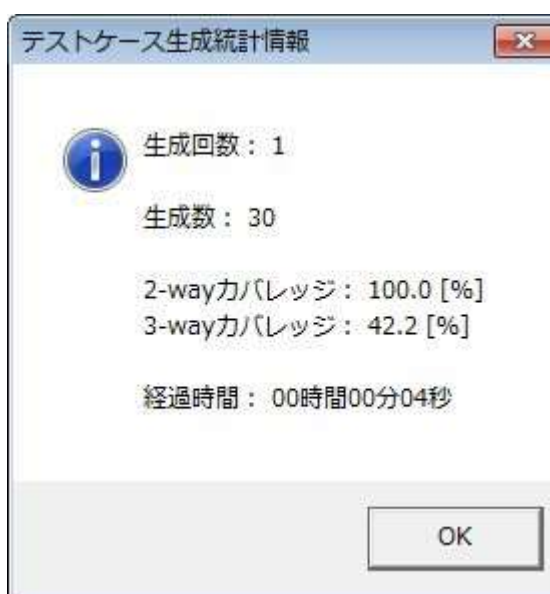 テストケース生成統計情報
生成回数： 1
生成数： 30
2-wayカバレッジ： 100.0 [%]
3-wayカバレッジ： 42.2 [%]
経過時間： 00時間00分04秒
OK